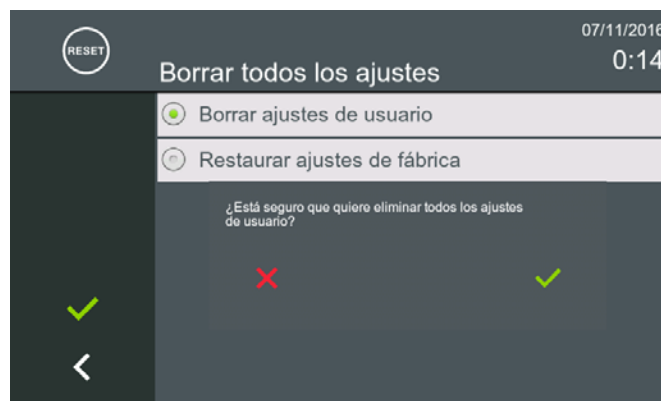 RESET
07/11/2016
0:14
Borrar todos los ajustes
Borrar ajustes de usuario
Restaurar ajustes de fábrica
¿Está seguro que quiere eliminar todos los ajustes
de usuario?